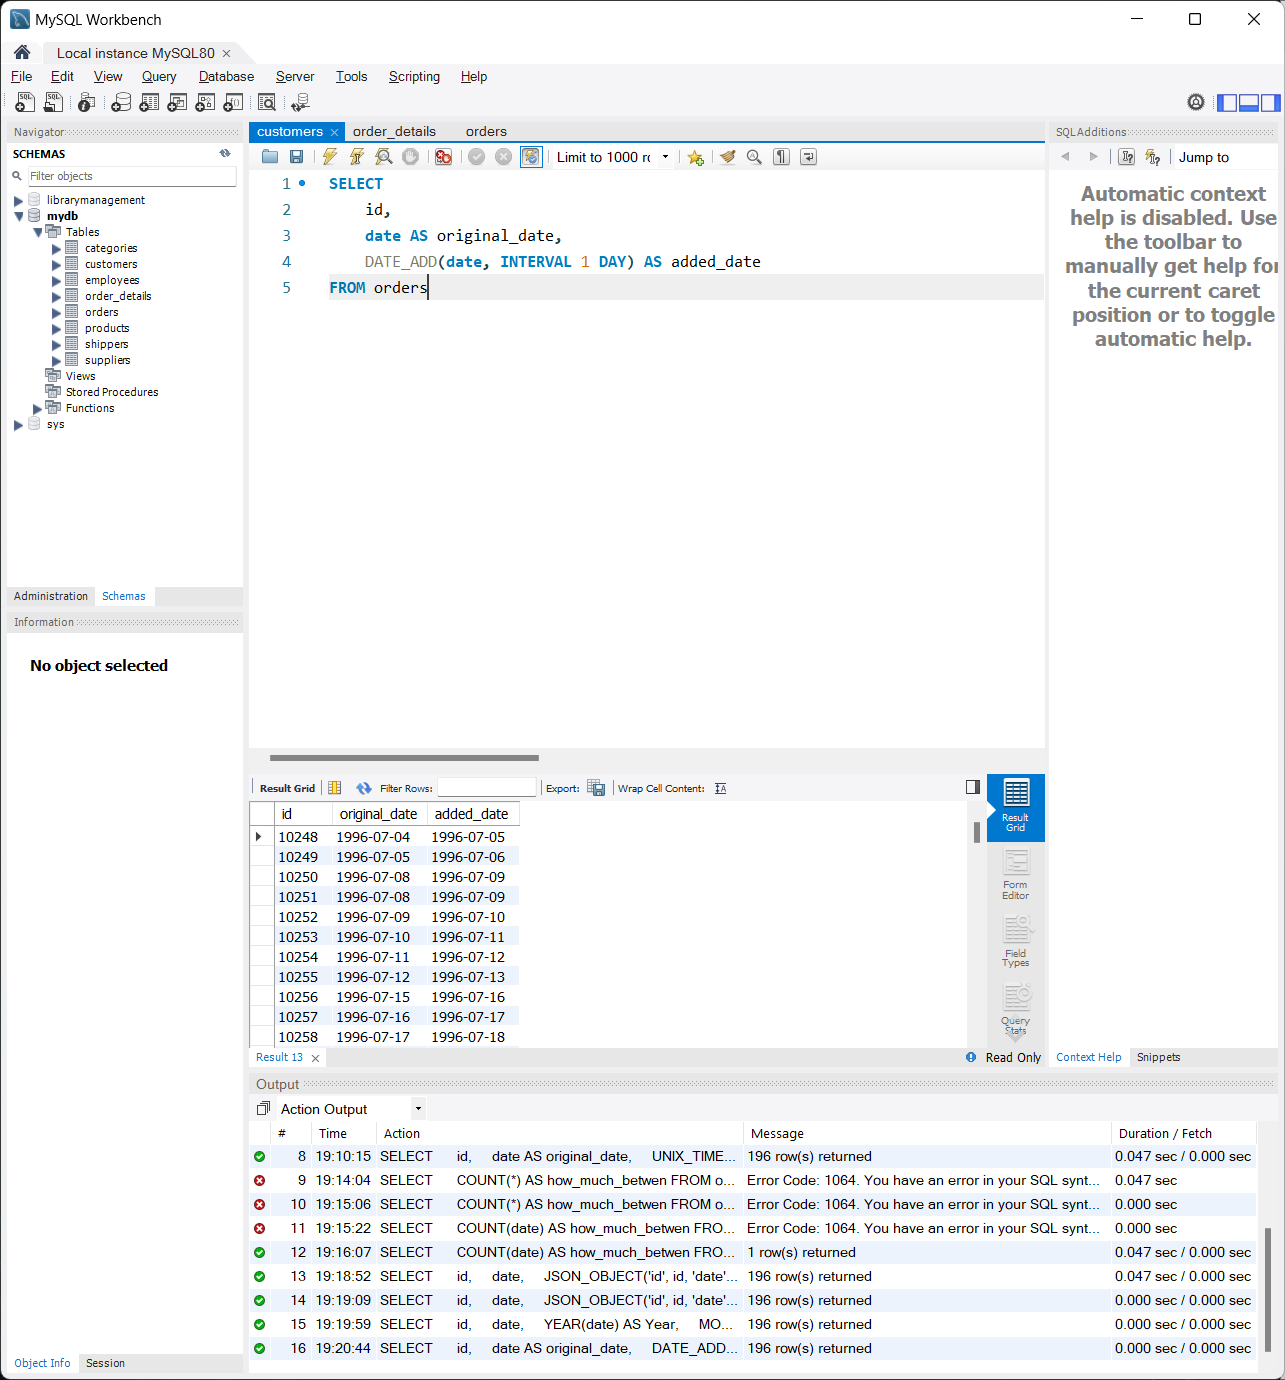 MySQL Workbench
Local instance MySQL80
File Edit View Query Database Server Tools Scripting Help
Navigator
SCHEMAS
Filter objects
librarymanagement
mydb
Tables
categories
customers
employees
order_details
orders
products
shippers
suppliers
Views
Stored Procedures
Functions
sys
Administration Schemas
Information
No object selected
Object Info Session
customers order_details orders
Limit to 1000 r
1 SELECT
2 id,
3 date AS original_date,
4 DATE_ADD(date, INTERVAL 1 DAY) AS added_date
5 FROM orders
SQLAdditions
Jump to
Automatic context
help is disabled. Use
the toolbar to
manually get help for
the current caret
position or to toggle
automatic help.
Result Grid Filter Rows: Export: Wrap Cell Content:
id original_date added_date
10248 1996-07-04 1996-07-05
10249 1996-07-05 1996-07-06
10250 1996-07-08 1996-07-09
10251 1996-07-08 1996-07-09
10252 1996-07-09 1996-07-10
10253 1996-07-10 1996-07-11
10254 1996-07-11 1996-07-12
10255 1996-07-12 1996-07-13
10256 1996-07-15 1996-07-16
10257 1996-07-16 1996-07-17
10258 1996-07-17 1996-07-18
Result
Grid
Form
Editor
Field
Types
Query
Stats
Result 13 Read Only
Context Help Snippets
Output
Action Output
# Time Action Message Duration / Fetch
8 19:10:15 SELECT id, date AS original_date, UNIX_TIME... 196 row(s) returned 0.047 sec / 0.000 sec
9 19:14:04 SELECT COUNT(*) AS how_much_betwen FROM o... Error Code: 1064. You have an error in your SQL synt... 0.047 sec
10 19:15:06 SELECT COUNT(*) AS how_much_betwen FROM o... Error Code: 1064. You have an error in your SQL synt... 0.000 sec
11 19:15:22 SELECT COUNT(date) AS how_much_betwen FRO... Error Code: 1064. You have an error in your SQL synt... 0.000 sec
12 19:16:07 SELECT COUNT(date) AS how_much_betwen FRO... 1 row(s) returned 0.047 sec / 0.000 sec
13 19:18:52 SELECT id, date, JSON_OBJECT('id', id, 'date'... 196 row(s) returned 0.047 sec / 0.000 sec
14 19:19:09 SELECT id, date, JSON_OBJECT('id', id, 'date'... 196 row(s) returned 0.000 sec / 0.000 sec
15 19:19:59 SELECT id, date, YEAR(date) AS Year, MO... 196 row(s) returned 0.000 sec / 0.000 sec
16 19:20:44 SELECT id, date AS original_date, DATE_ADD... 196 row(s) returned 0.000 sec / 0.000 sec